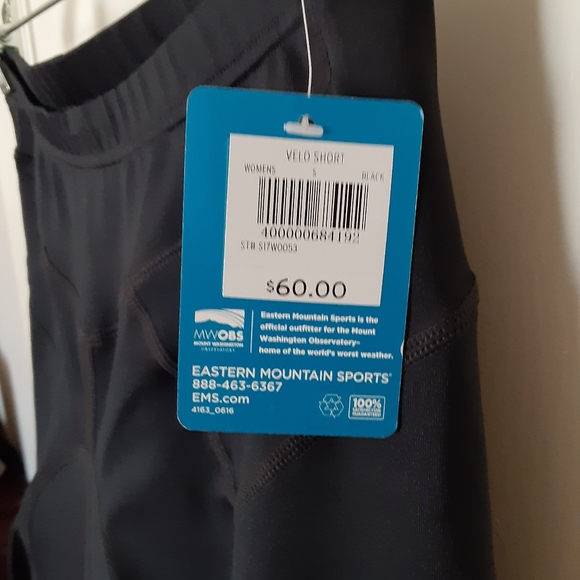 VELO SHORT
WOMENS S BLACK
400000684192
ST# S17W0053
$60.00
MWOBS
MOUNT WASHINGTON
OBSERVATORY
Eastern Mountain Sports is the
official outfitter for the Mount
Washington Observatory–
home of the world's worst weather.
EASTERN MOUNTAIN SPORTS®
888-463-6367
EMS.com
4163_0616
100%
SATISFACTION
GUARANTEED